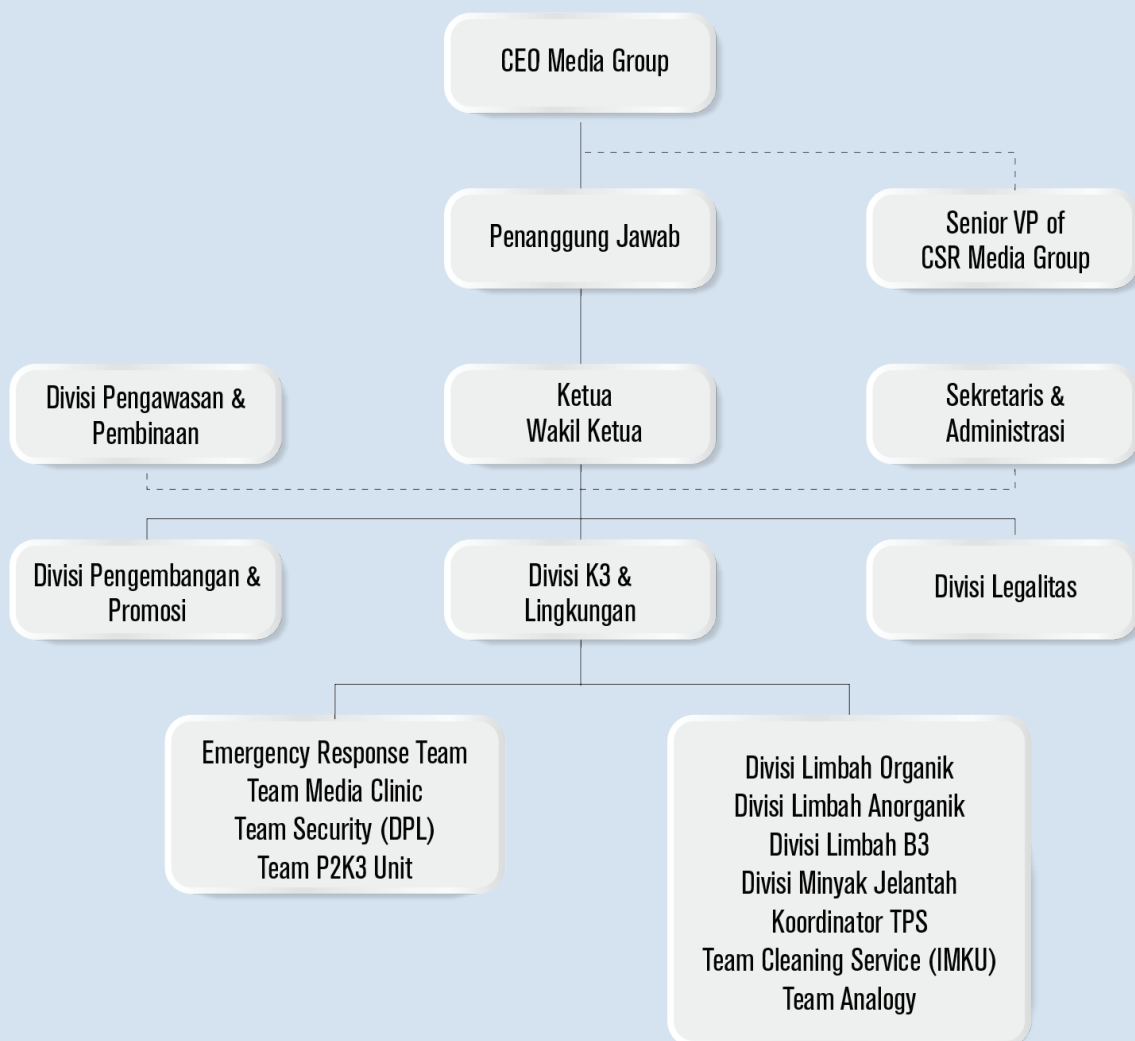 CEO Media Group
Penanggung Jawab
Senior VP of
CSR Media Group
Divisi Pengawasan &
Pembinaan
Ketua
Wakil Ketua
Sekretaris &
Administrasi
Divisi Pengembangan &
Promosi
Divisi K3 &
Lingkungan
Divisi Legalitas
Emergency Response Team
Team Media Clinic
Team Security (DPL)
Team P2K3 Unit
Divisi Limbah Organik
Divisi Limbah Anorganik
Divisi Limbah B3
Divisi Minyak Jelantah
Koordinator TPS
Team Cleaning Service (IMKU)
Team Analogy